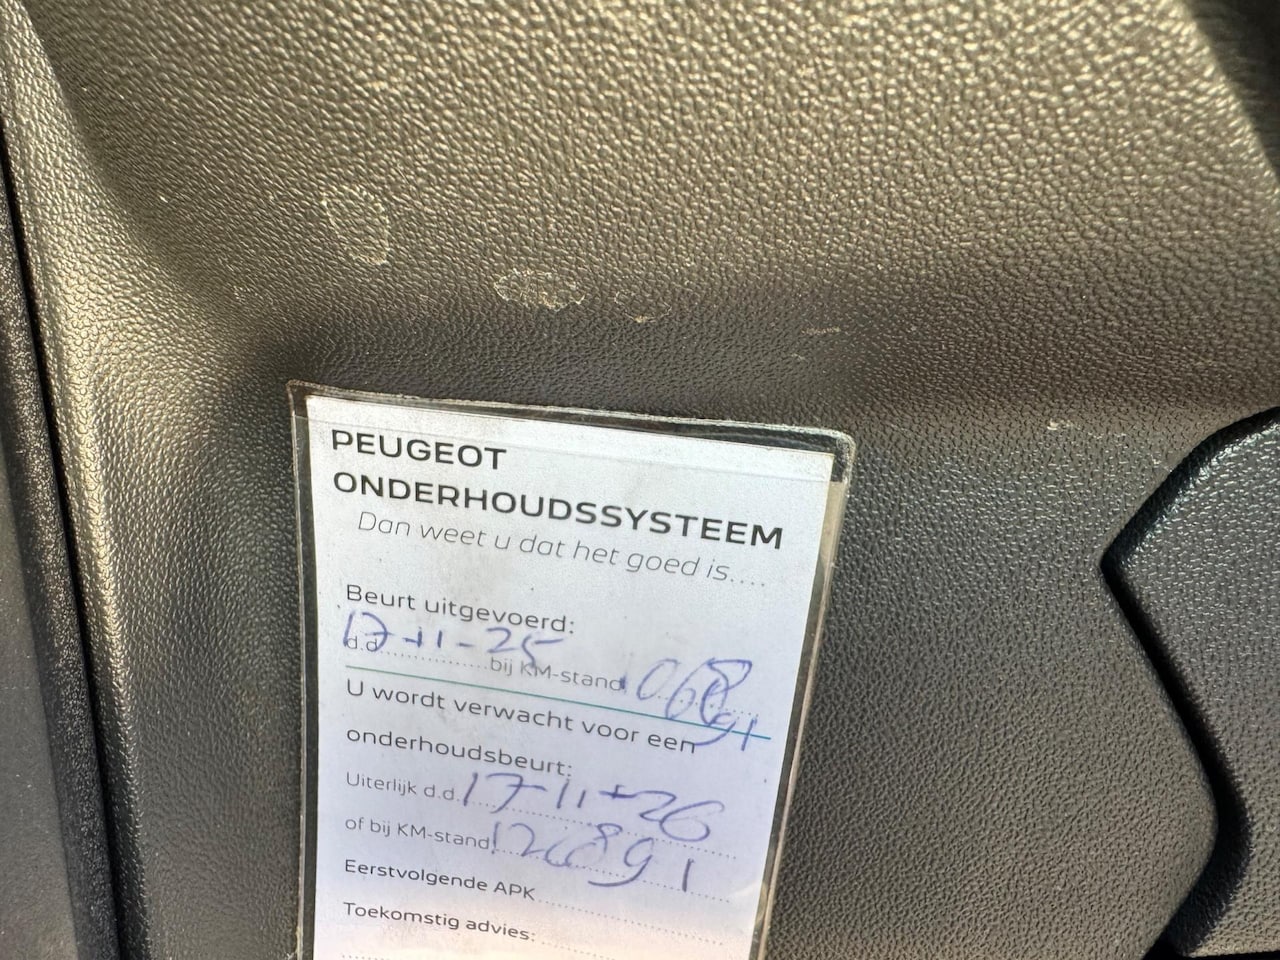 PEUGEOT
ONDERHOUDSSYSTEEM
Dan weet u dat het goed is....
Beurt uitgevoerd:
d.d. 17-11-25 bij KM-stand 106891
U wordt verwacht voor een
onderhoudsbeurt:
Uiterlijk d.d. 17-11-26
of bij KM-stand 126891
Eerstvolgende APK
Toekomstig advies: